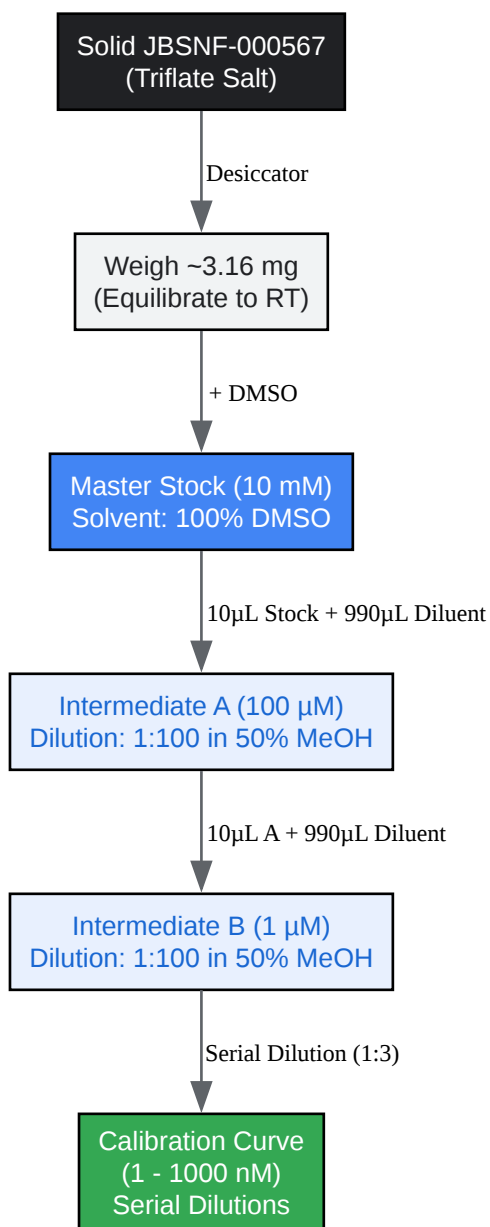 Solid JBSNF-000567
(Triflate Salt)
Desiccator
Weigh ~3.16 mg
(Equilibrate to RT)
+ DMSO
Master Stock (10 mM)
Solvent: 100% DMSO
10µL Stock + 990µL Diluent
Intermediate A (100 µM)
Dilution: 1:100 in 50% MeOH
10µL A + 990µL Diluent
Intermediate B (1 µM)
Dilution: 1:100 in 50% MeOH
Serial Dilution (1:3)
Calibration Curve
(1 - 1000 nM)
Serial Dilutions